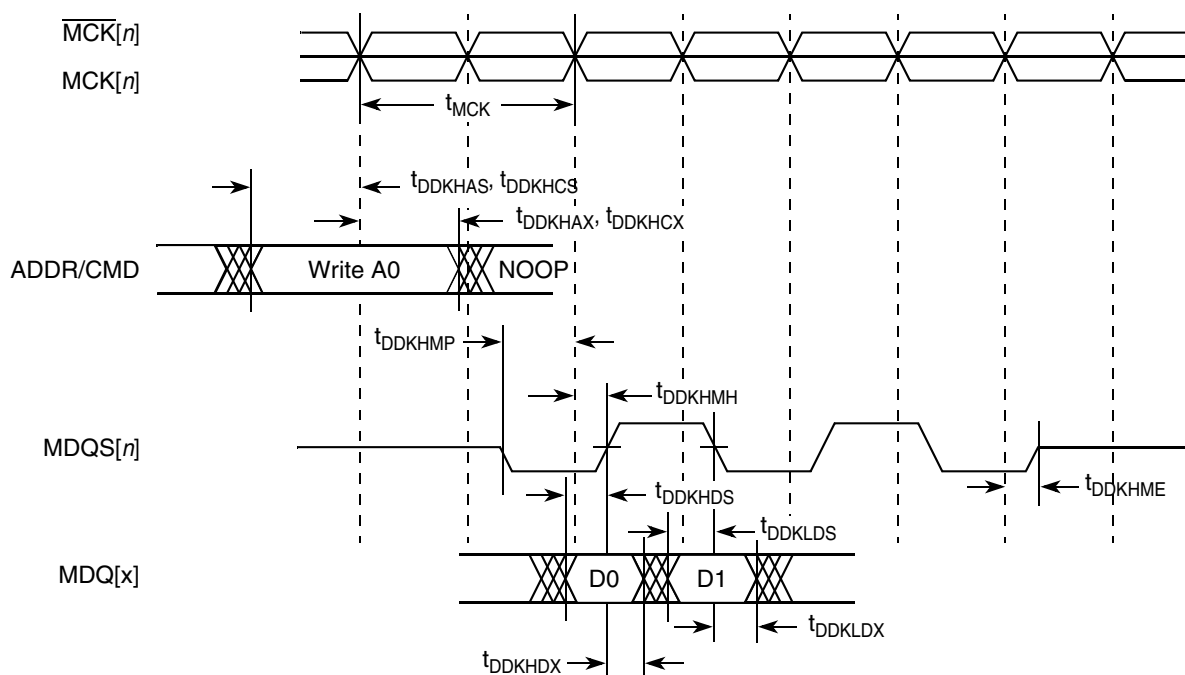 MCK[n]
MCK[n]
tMCK
tDDKHAS, tDDKHCS
tDDKHAX, tDDKHCX
ADDR/CMD
Write A0
NOOP
tDDKHMP
tDDKHMH
MDQS[n]
tDDKHDS
tDDKHME
tDDKLDS
MDQ[x]
D0
D1
tDDKLDX
tDDKHDX